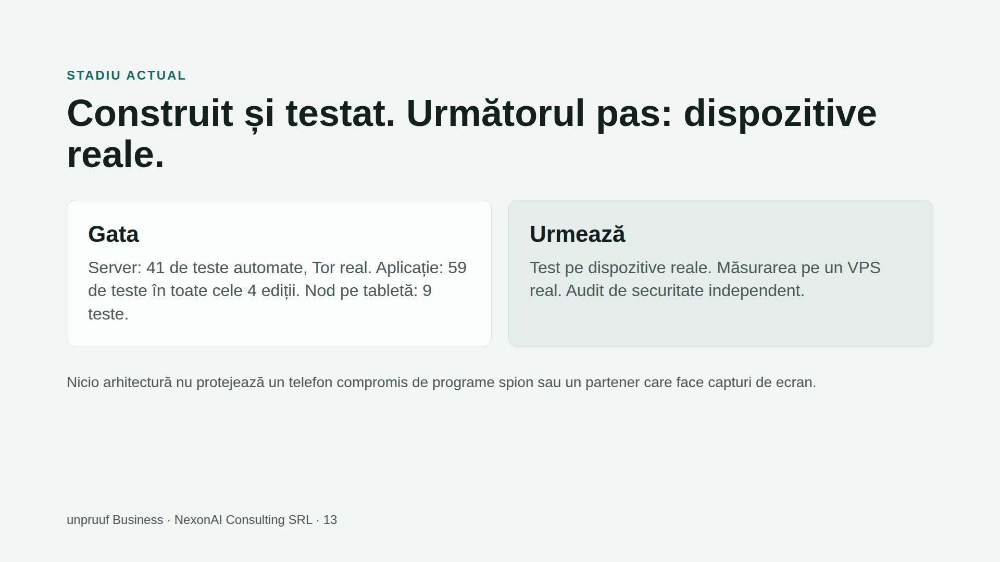 STADIU ACTUAL
Construit și testat. Următorul pas: dispozitive
reale.
Gata
Server: 41 de teste automate, Tor real. Aplicație: 59
de teste în toate cele 4 ediții. Nod pe tabletă: 9
teste.
Urmează
Test pe dispozitive reale. Măsurarea pe un VPS
real. Audit de securitate independent.
Nicio arhitectură nu protejează un telefon compromis de programe spion sau un partener care face capturi de ecran.
unpruuf Business · NexonAI Consulting SRL · 13